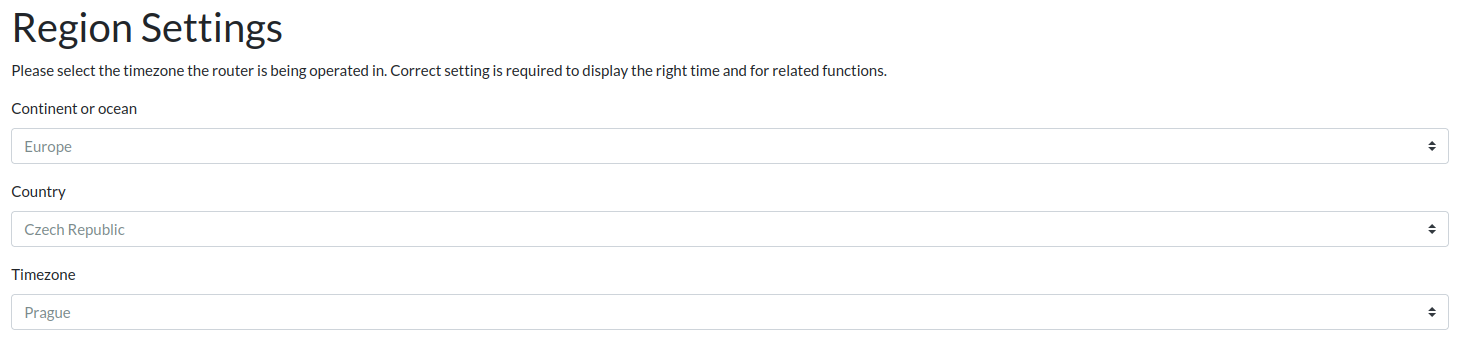 Region Settings
Please select the timezone the router is being operated in. Correct setting is required to display the right time and for related functions.
Continent or ocean
Europe
Country
Czech Republic
Timezone
Prague